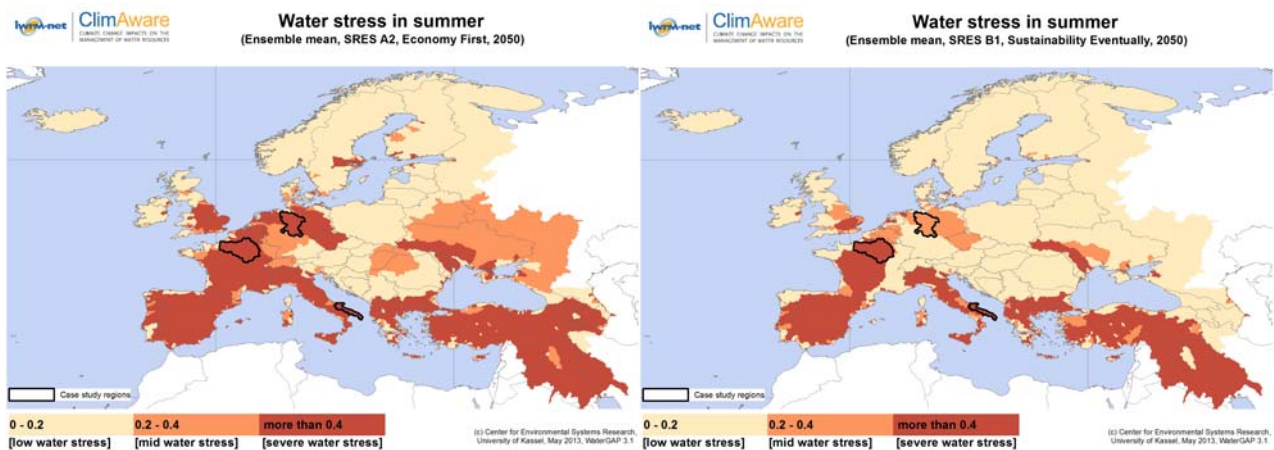 iwrm-net
ClimAware
CLIMATE CHANGE IMPACTS ON THE
MANAGEMENT OF WATER RESOURCES
Water stress in summer
(Ensemble mean, SRES A2, Economy First, 2050)
Case study regions
0 - 0.2 0.2 - 0.4 more than 0.4
[low water stress] [mid water stress] [severe water stress]
(c) Center for Environmental Systems Research,
University of Kassel, May 2013, WaterGAP 3.1
iwrm-net
ClimAware
CLIMATE CHANGE IMPACTS ON THE
MANAGEMENT OF WATER RESOURCES
Water stress in summer
(Ensemble mean, SRES B1, Sustainability Eventually, 2050)
Case study regions
0 - 0.2 0.2 - 0.4 more than 0.4
[low water stress] [mid water stress] [severe water stress]
(c) Center for Environmental Systems Research,
University of Kassel, May 2013, WaterGAP 3.1